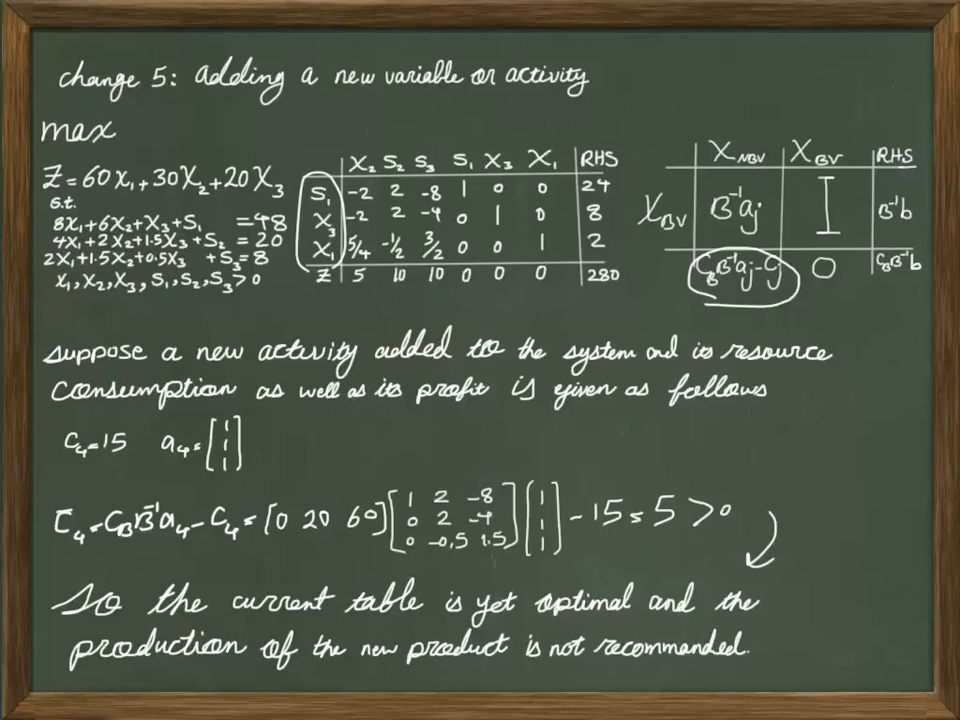 change 5: adding a new variable or activity
max
Z = 60x₁ + 30X₂ + 20X₃
s.t.
8X₁ + 6X₂ + X₃ + S₁ = 48
4X₁ + 2X₂ + 1.5X₃ + S₂ = 20
2X₁ + 1.5X₂ + 0.5X₃ + S₃ = 8
X₁, X₂, X₃, S₁, S₂, S₃ > 0
X₂ S₂ S₃ S₁ X₃ X₁ RHS
S₁ -2 2 -8 1 0 0 24
X₃ -2 2 -4 0 1 0 8
X₁ 5/4 -1/2 3/2 0 0 1 2
Z 5 10 10 0 0 0 280
X_NBV X_BV RHS
X_BV B⁻¹aj I B⁻¹b
C_B B⁻¹aj - Cj 0 C_B B⁻¹b
suppose a new activity added to the system and its resource
consumption as well as its profit is given as follows
C₄ = 15 a₄ = [1 1 1]
C̄₄ = C_B B⁻¹a₄ - C₄ = [0 20 60] [1 2 -8
0 2 -4
0 -0,5 1.5] [1 1 1] - 15 = 5 > 0
So the current table is yet optimal and the
production of the new product is not recommanded.